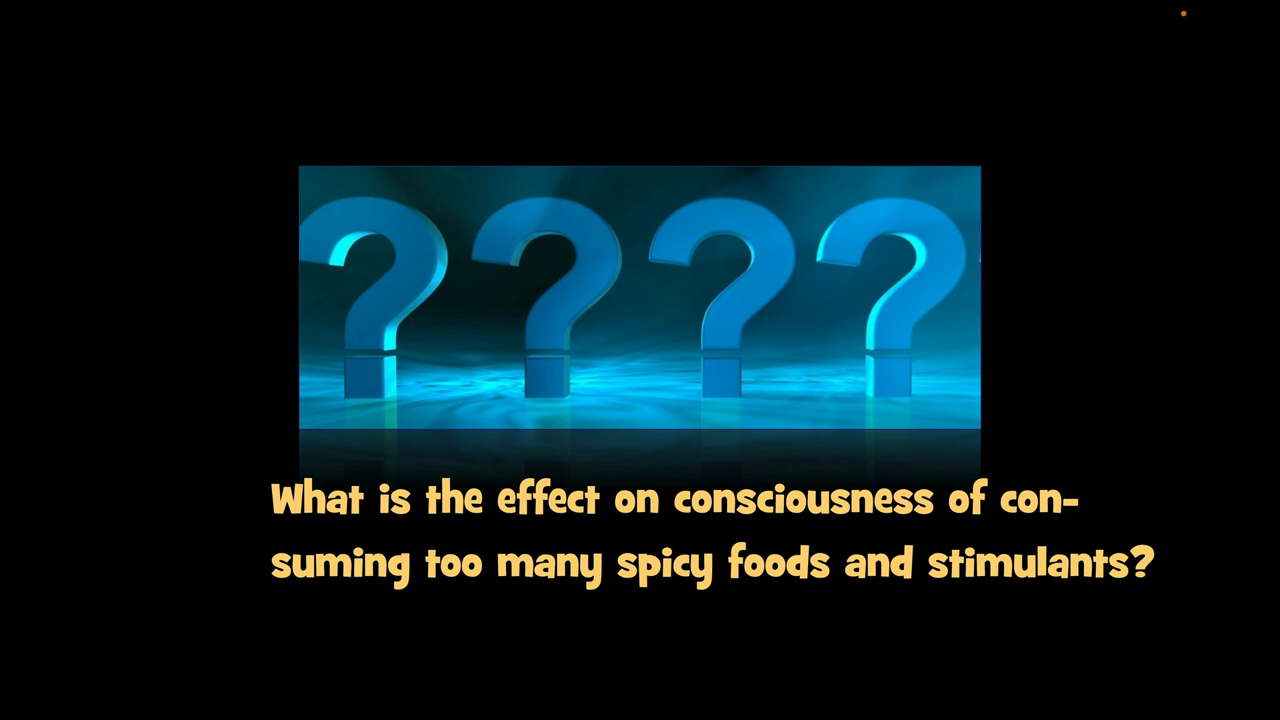 What is the effect on consciousness of con-
suming too many spicy foods and stimulants?